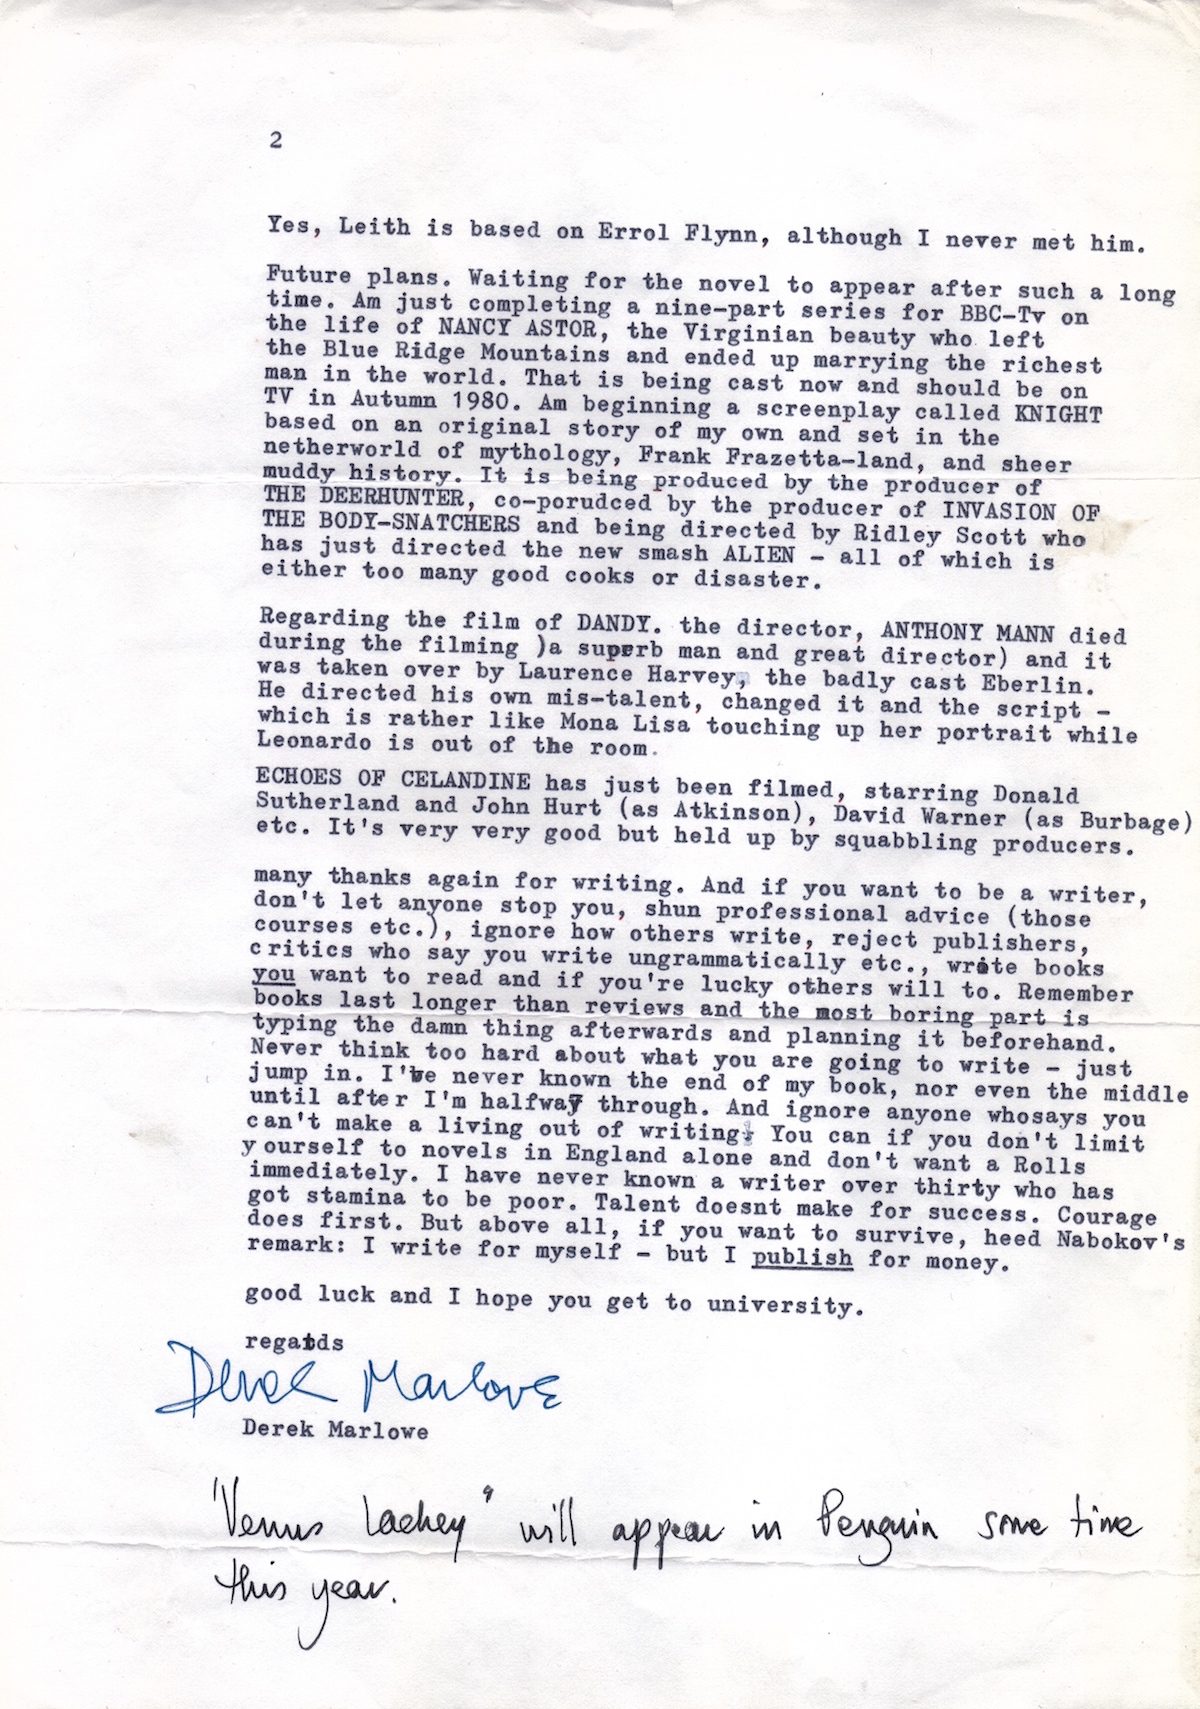 2
Yes, Leith is based on Errol Flynn, although I never met him.
Future plans. Waiting for the novel to appear after such a long
time. Am just completing a nine-part series for BBC-Tv on
the life of NANCY ASTOR, the Virginian beauty who left
the Blue Ridge Mountains and ended up marrying the richest
man in the world. That is being cast now and should be on
TV in Autumn 1980. Am beginning a screenplay called KNIGHT
based on an original story of my own and set in the
netherworld of mythology, Frank Frazetta-land, and sheer
muddy history. It is being produced by the producer of
THE DEERHUNTER, co-porudced by the producer of INVASION OF
THE BODY-SNATCHERS and being directed by Ridley Scott who
has just directed the new smash ALIEN - all of which is
either too many good cooks or disaster.
Regarding the film of DANDY. the director, ANTHONY MANN died
during the filming )a superb man and great director) and it
was taken over by Laurence Harvey, the badly cast Eberlin.
He directed his own mis-talent, changed it and the script -
which is rather like Mona Lisa touching up her portrait while
Leonardo is out of the room.
ECHOES OF CELANDINE has just been filmed, starring Donald
Sutherland and John Hurt (as Atkinson), David Warner (as Burbage)
etc. It's very very good but held up by squabbling producers.
many thanks again for writing. And if you want to be a writer,
don't let anyone stop you, shun professional advice (those
courses etc.), ignore how others write, reject publishers,
critics who say you write ungrammatically etc., write books
you want to read and if you're lucky others will to. Remember
books last longer than reviews and the most boring part is
typing the damn thing afterwards and planning it beforehand.
Never think too hard about what you are going to write - just
jump in. I've never known the end of my book, nor even the middle
until after I'm halfway through. And ignore anyone whosays you
can't make a living out of writing. You can if you don't limit
yourself to novels in England alone and don't want a Rolls
immediately. I have never known a writer over thirty who has
got stamina to be poor. Talent doesnt make for success. Courage
does first. But above all, if you want to survive, heed Nabokov's
remark: I write for myself - but I publish for money.
good luck and I hope you get to university.
regards
Derek Marlowe
Derek Marlowe
"Venus Lackey" will appear in Penguin some time
this year.